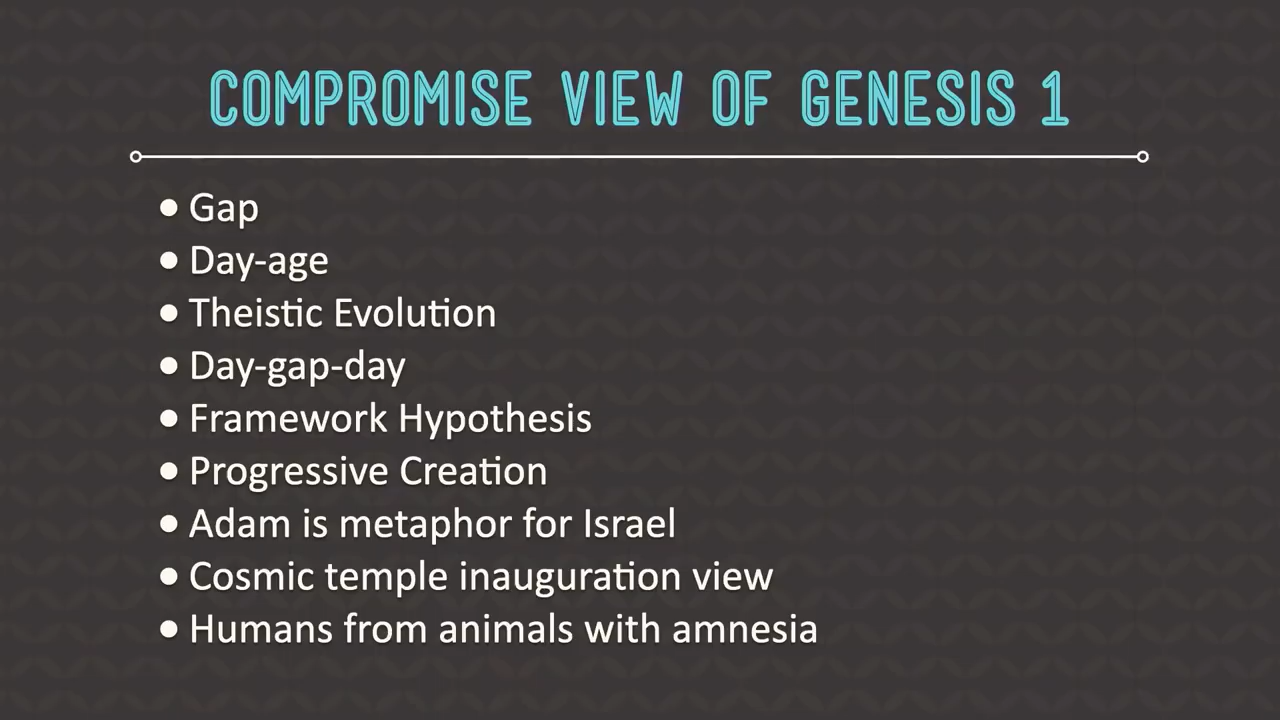 COMPROMISE VIEW OF GENESIS 1
• Gap
• Day-age
• Theistic Evolution
• Day-gap-day
• Framework Hypothesis
• Progressive Creation
• Adam is metaphor for Israel
• Cosmic temple inauguration view
• Humans from animals with amnesia